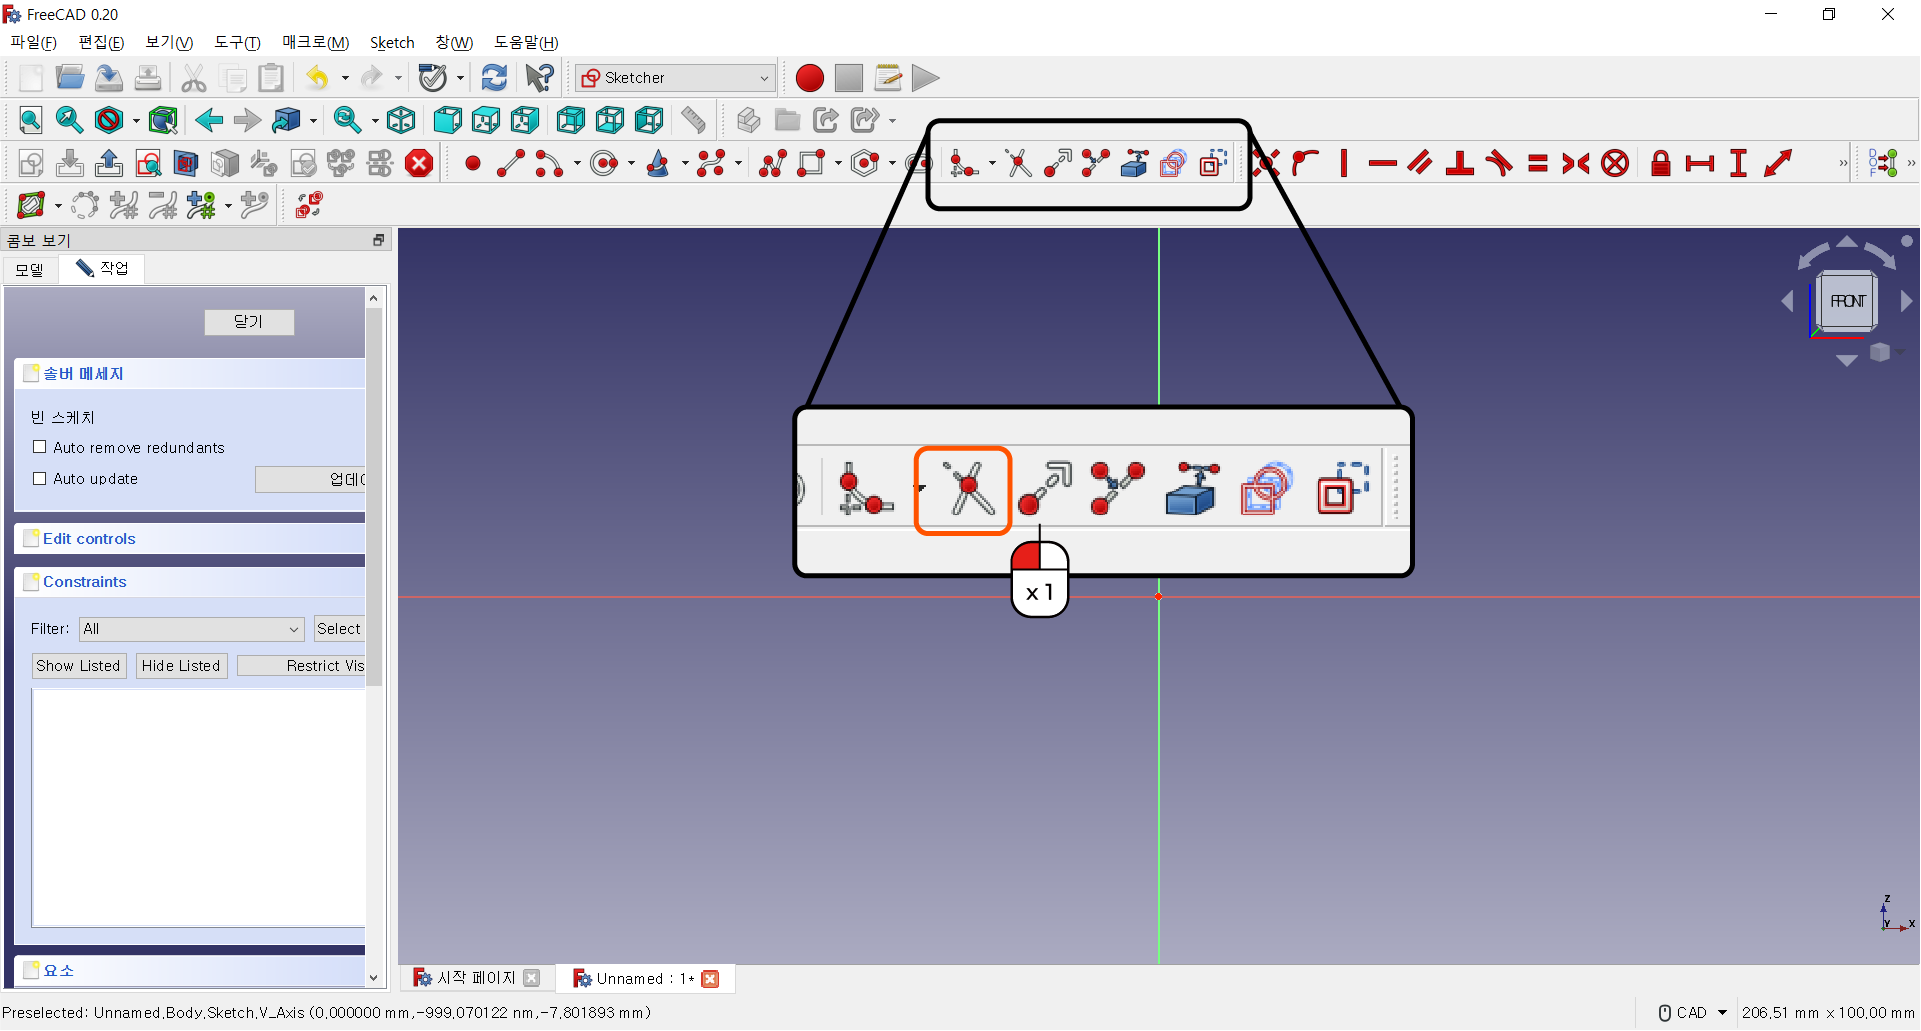 FreeCAD 0.20
파일(F) 편집(E) 보기(V) 도구(T) 매크로(M) Sketch 창(W) 도움말(H)
Sketcher
콤보 보기
모델 작업
닫기
솔버 메세지
빈 스케치
Auto remove redundants
Auto update 업데이
Edit controls
Constraints
Filter: All Select
Show Listed Hide Listed Restrict Vis
요소
FRONT
x 1
Z
Y X
시작 페이지 Unnamed : 1*
Preselected: Unnamed.Body.Sketch.V_Axis (0.000000 mm,-999.070122 nm,-7.801893 mm) CAD 206.51 mm x 100.00 mm